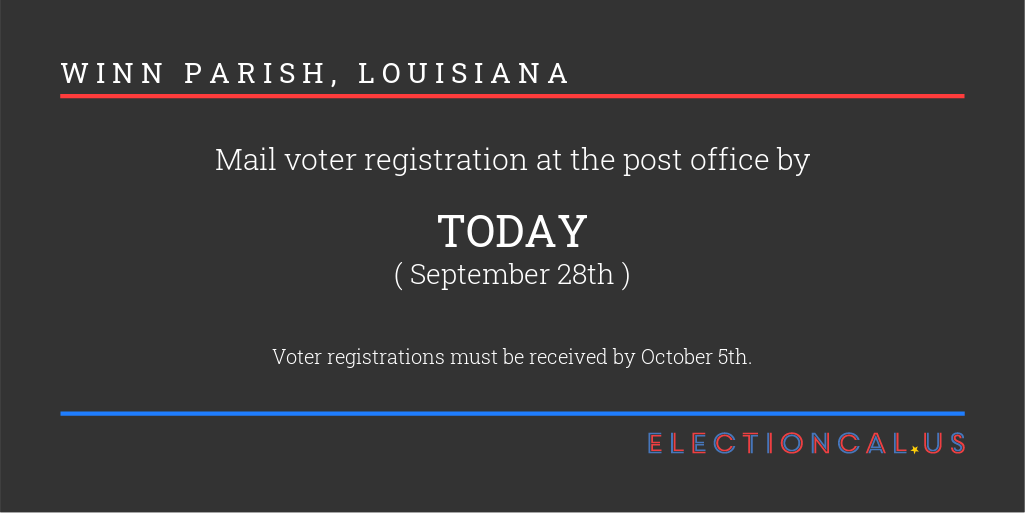 WINN PARISH, LOUISIANA
Mail voter registration at the post office by
TODAY
( September 28th )
Voter registrations must be received by October 5th.
ELECTIONCAL.US